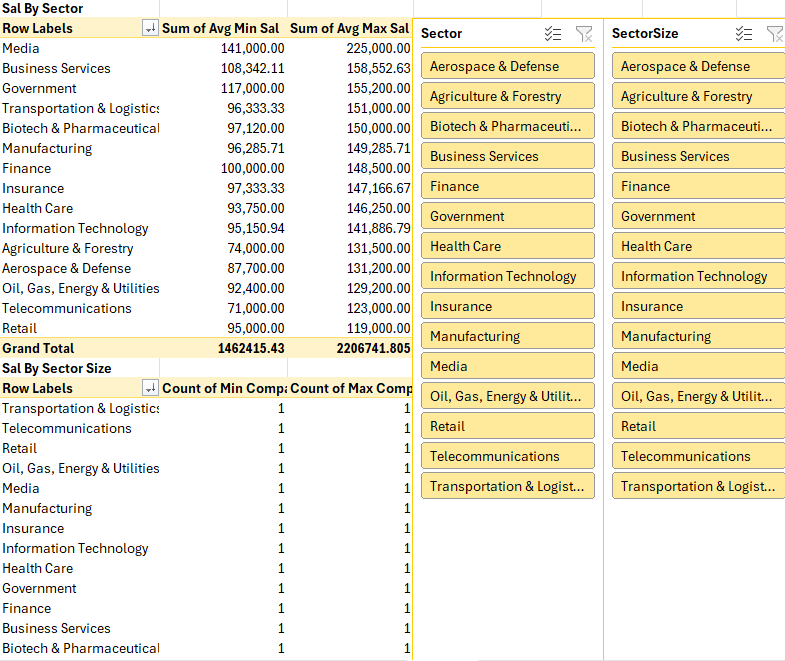 Sal By Sector
Row Labels Sum of Avg Min Sal Sum of Avg Max Sal
Media 141,000.00 225,000.00
Business Services 108,342.11 158,552.63
Government 117,000.00 155,200.00
Transportation & Logistics 96,333.33 151,000.00
Biotech & Pharmaceutical 97,120.00 150,000.00
Manufacturing 96,285.71 149,285.71
Finance 100,000.00 148,500.00
Insurance 97,333.33 147,166.67
Health Care 93,750.00 146,250.00
Information Technology 95,150.94 141,886.79
Agriculture & Forestry 74,000.00 131,500.00
Aerospace & Defense 87,700.00 131,200.00
Oil, Gas, Energy & Utilities 92,400.00 129,200.00
Telecommunications 71,000.00 123,000.00
Retail 95,000.00 119,000.00
Grand Total 1462415.43 2206741.805
Sal By Sector Size
Row Labels Count of Min Compa Count of Max Comp
Transportation & Logistics 1 1
Telecommunications 1 1
Retail 1 1
Oil, Gas, Energy & Utilities 1 1
Media 1 1
Manufacturing 1 1
Insurance 1 1
Information Technology 1 1
Health Care 1 1
Government 1 1
Finance 1 1
Business Services 1 1
Biotech & Pharmaceutical 1 1
Sector
Aerospace & Defense
Agriculture & Forestry
Biotech & Pharmaceuti...
Business Services
Finance
Government
Health Care
Information Technology
Insurance
Manufacturing
Media
Oil, Gas, Energy & Utilit...
Retail
Telecommunications
Transportation & Logist...
SectorSize
Aerospace & Defense
Agriculture & Forestry
Biotech & Pharmaceuti...
Business Services
Finance
Government
Health Care
Information Technology
Insurance
Manufacturing
Media
Oil, Gas, Energy & Utilit...
Retail
Telecommunications
Transportation & Logist...